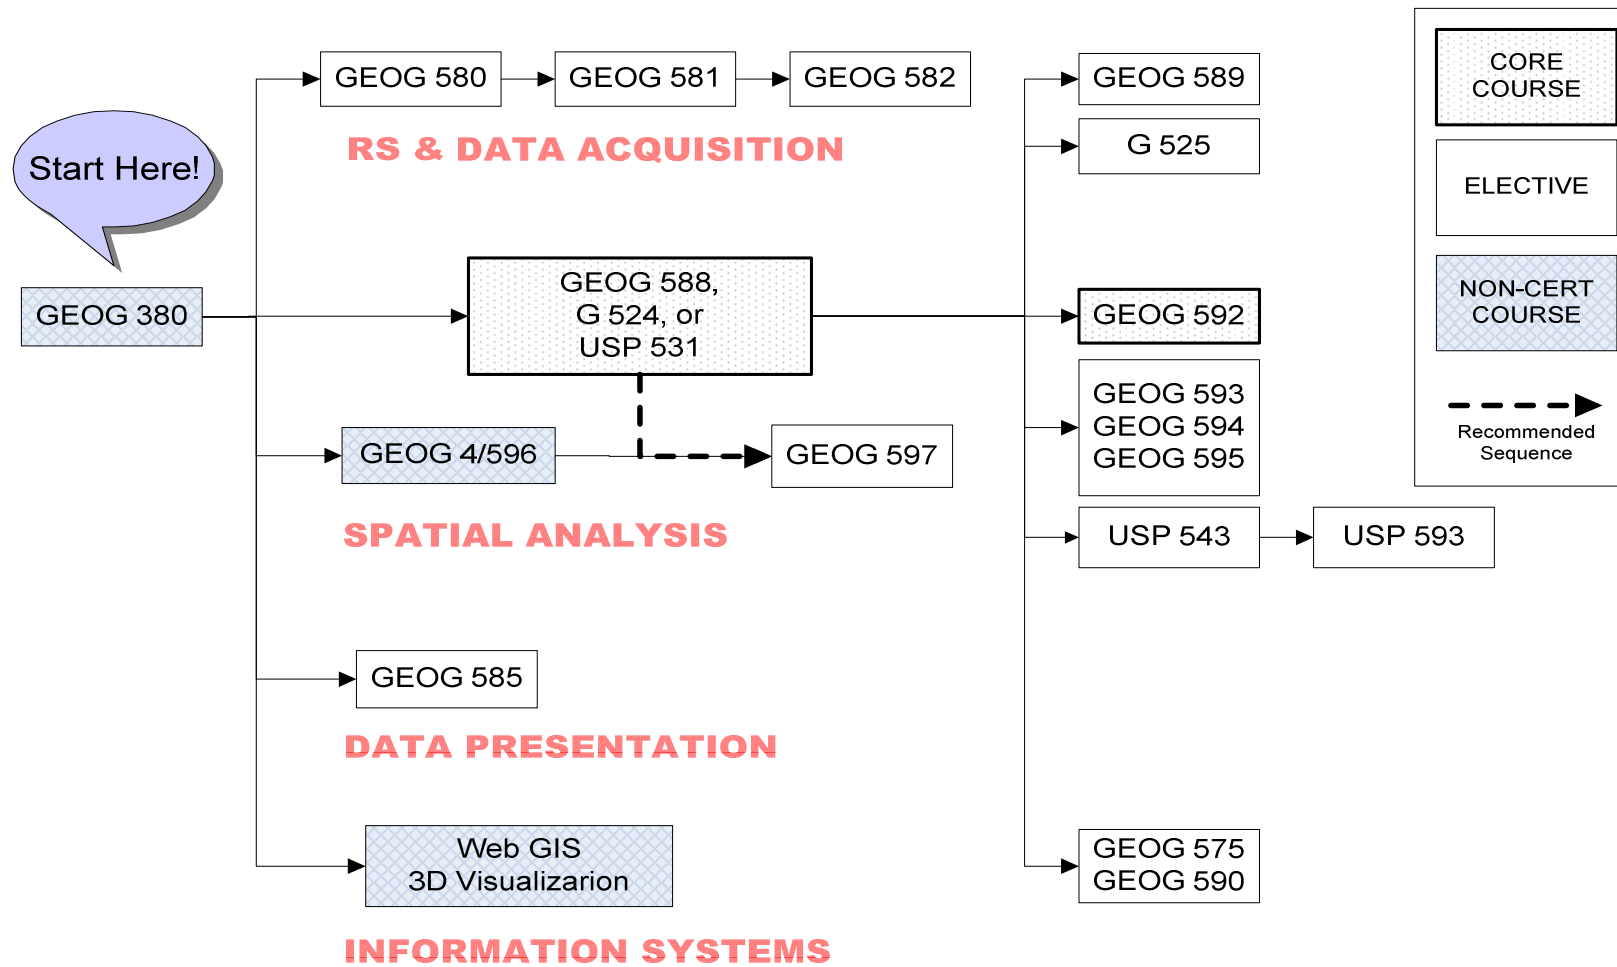 Start Here!
GEOG 380
GEOG 580
GEOG 581
GEOG 582
RS & DATA ACQUISITION
GEOG 588,
G 524, or
USP 531
GEOG 4/596
GEOG 597
SPATIAL ANALYSIS
GEOG 585
DATA PRESENTATION
Web GIS
3D Visualizarion
INFORMATION SYSTEMS
GEOG 589
G 525
GEOG 592
GEOG 593
GEOG 594
GEOG 595
USP 543
USP 593
GEOG 575
GEOG 590
CORE
COURSE
ELECTIVE
NON-CERT
COURSE
Recommended
Sequence